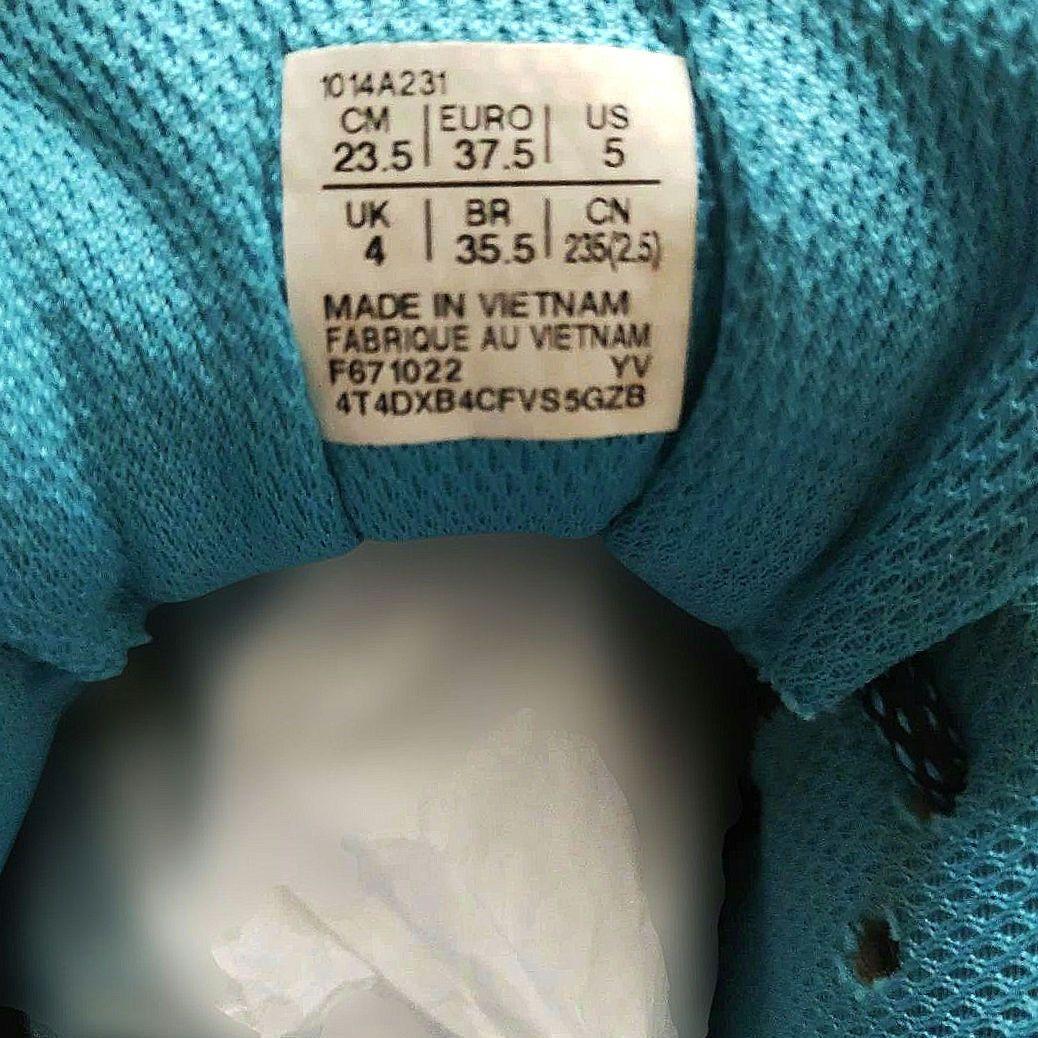 1014A231
CM | EURO | US
23.5 | 37.5 | 5
UK | BR | CN
4 | 35.5 | 235(2.5)
MADE IN VIETNAM
FABRIQUE AU VIETNAM
F671022 YV
4T4DXB4CFVS5GZB